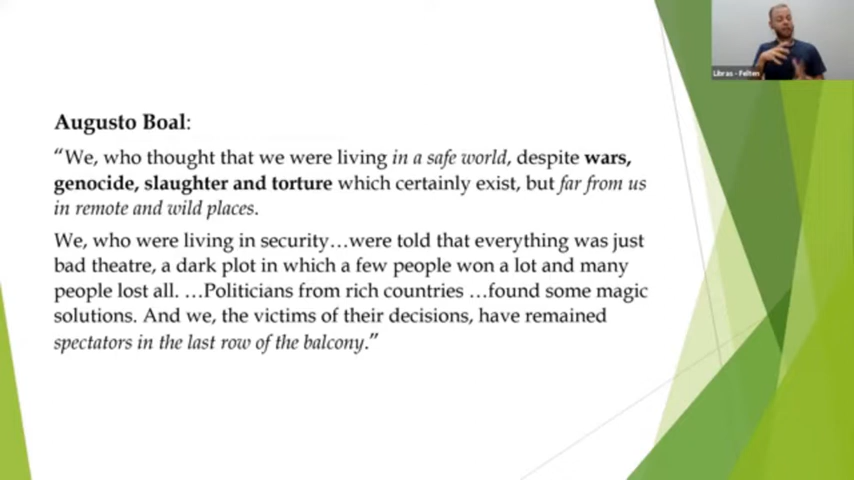 Augusto Boal:
“We, who thought that we were living in a safe world, despite wars,
genocide, slaughter and torture which certainly exist, but far from us
in remote and wild places.
We, who were living in security…were told that everything was just
bad theatre, a dark plot in which a few people won a lot and many
people lost all. …Politicians from rich countries …found some magic
solutions. And we, the victims of their decisions, have remained
spectators in the last row of the balcony.”
Libras - Felten